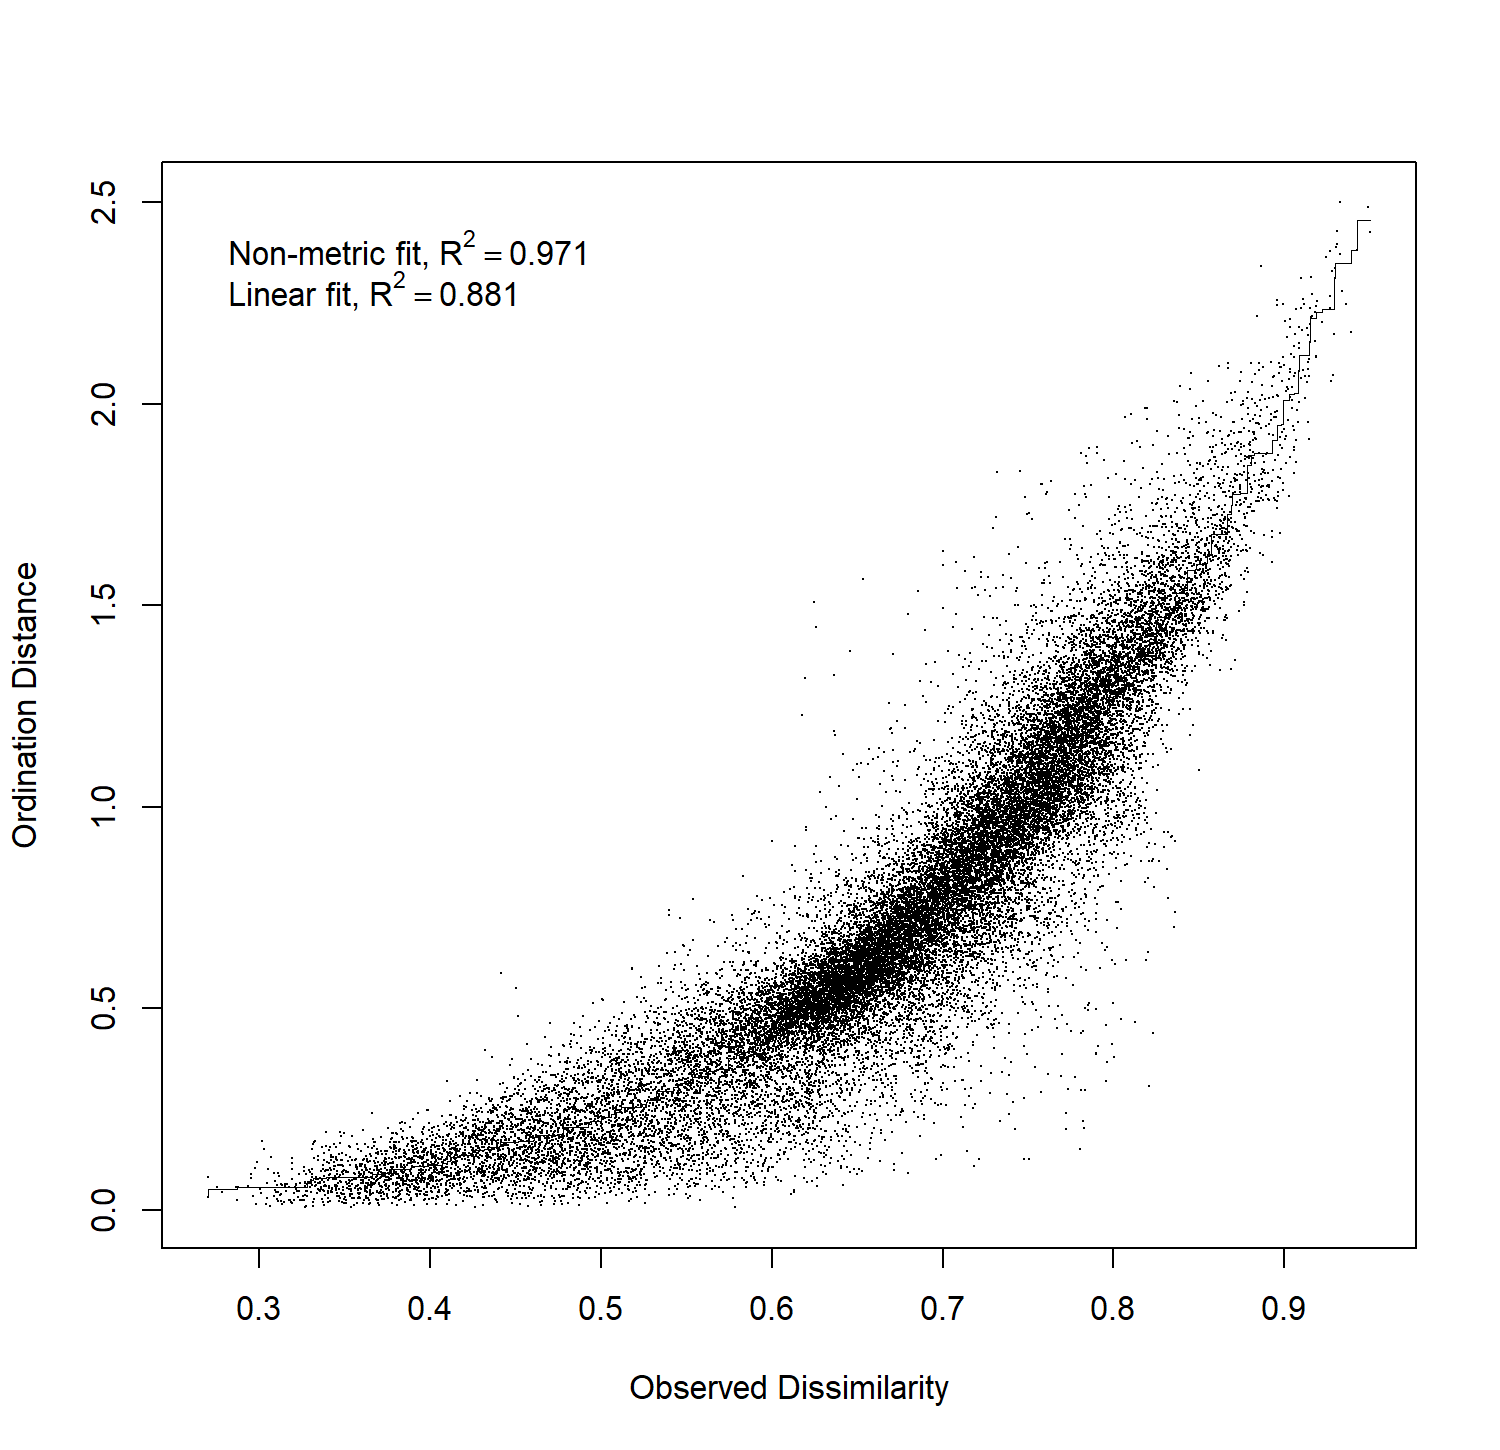 Non-metric fit, R² = 0.971
Linear fit, R² = 0.881
2.5
2.0
1.5
1.0
0.5
0.0
Ordination Distance
0.3 0.4 0.5 0.6 0.7 0.8 0.9
Observed Dissimilarity